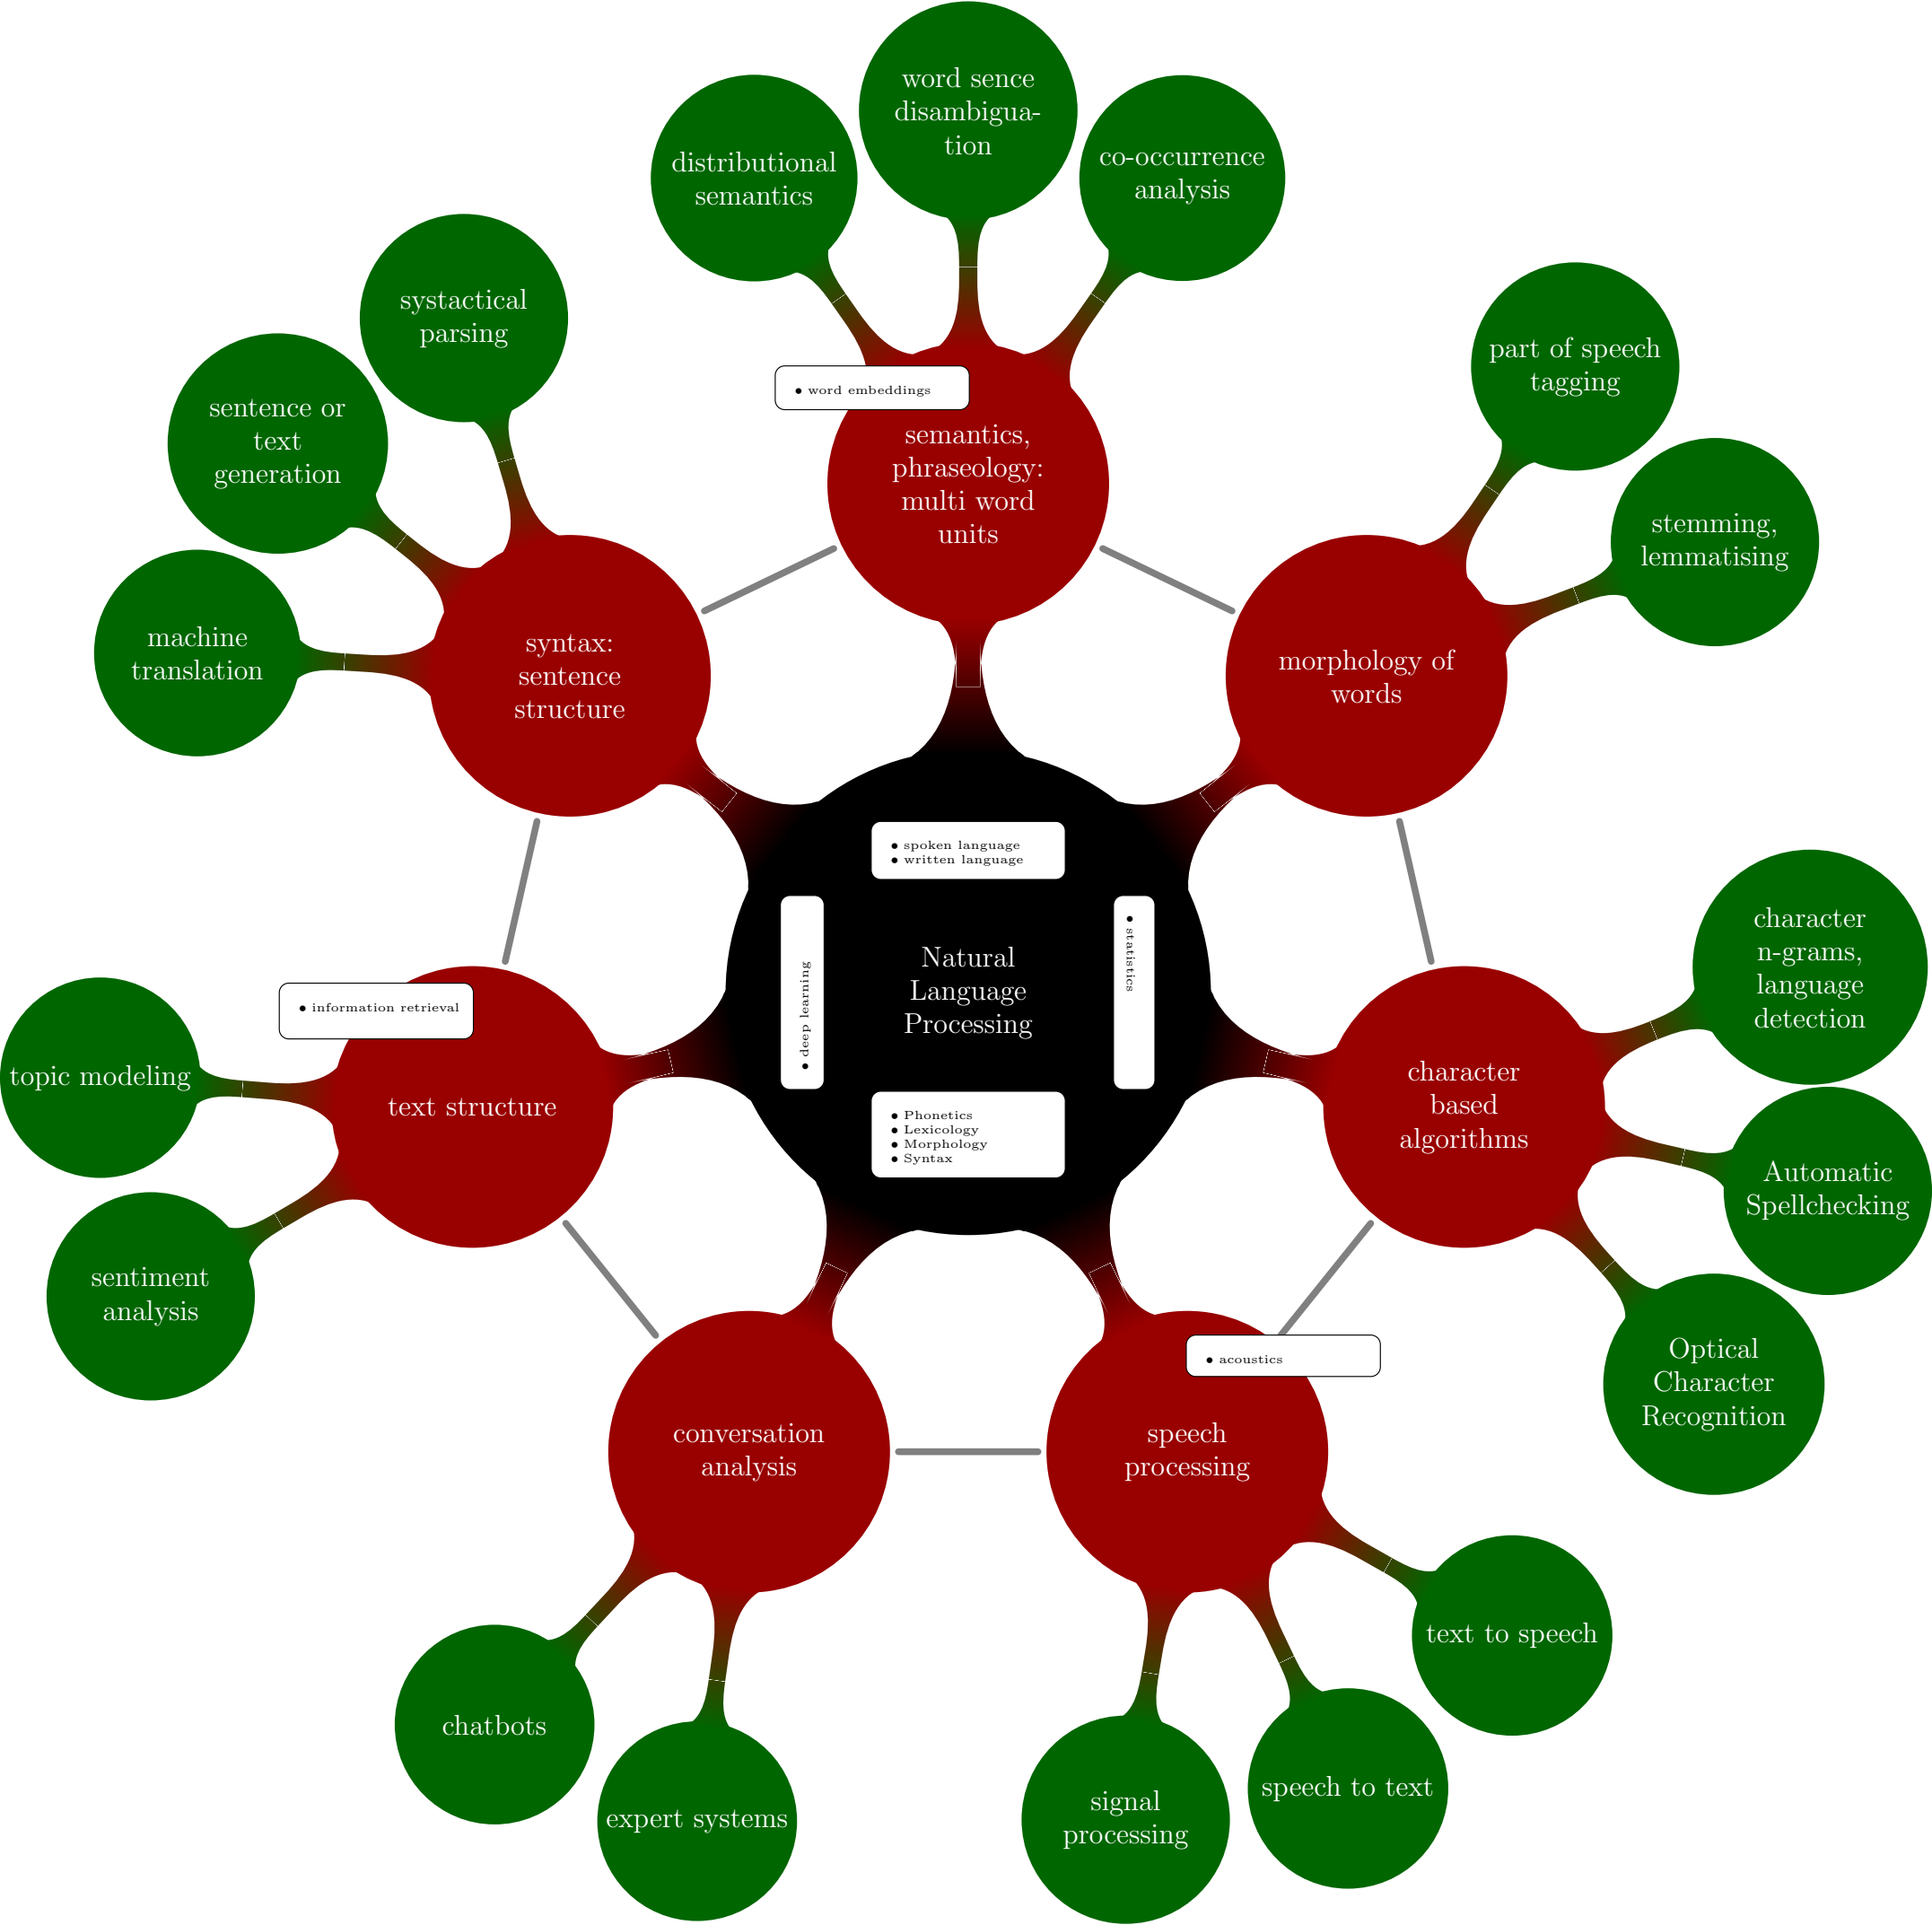 word sence
disambigua-
tion
distributional
semantics
co-occurrence
analysis
systactical
parsing
part of speech
tagging
sentence or
text
generation
• word embeddings
semantics,
phraseology:
multi word
units
stemming,
lemmatising
machine
translation
syntax:
sentence
structure
morphology of
words
• spoken language
• written language
character
n-grams,
language
detection
• deep learning
Natural
Language
Processing
• statistics
• information retrieval
topic modeling
text structure
character
based
algorithms
• Phonetics
• Lexicology
• Morphology
• Syntax
Automatic
Spellchecking
sentiment
analysis
• acoustics
Optical
Character
Recognition
conversation
analysis
speech
processing
text to speech
chatbots
speech to text
expert systems
signal
processing